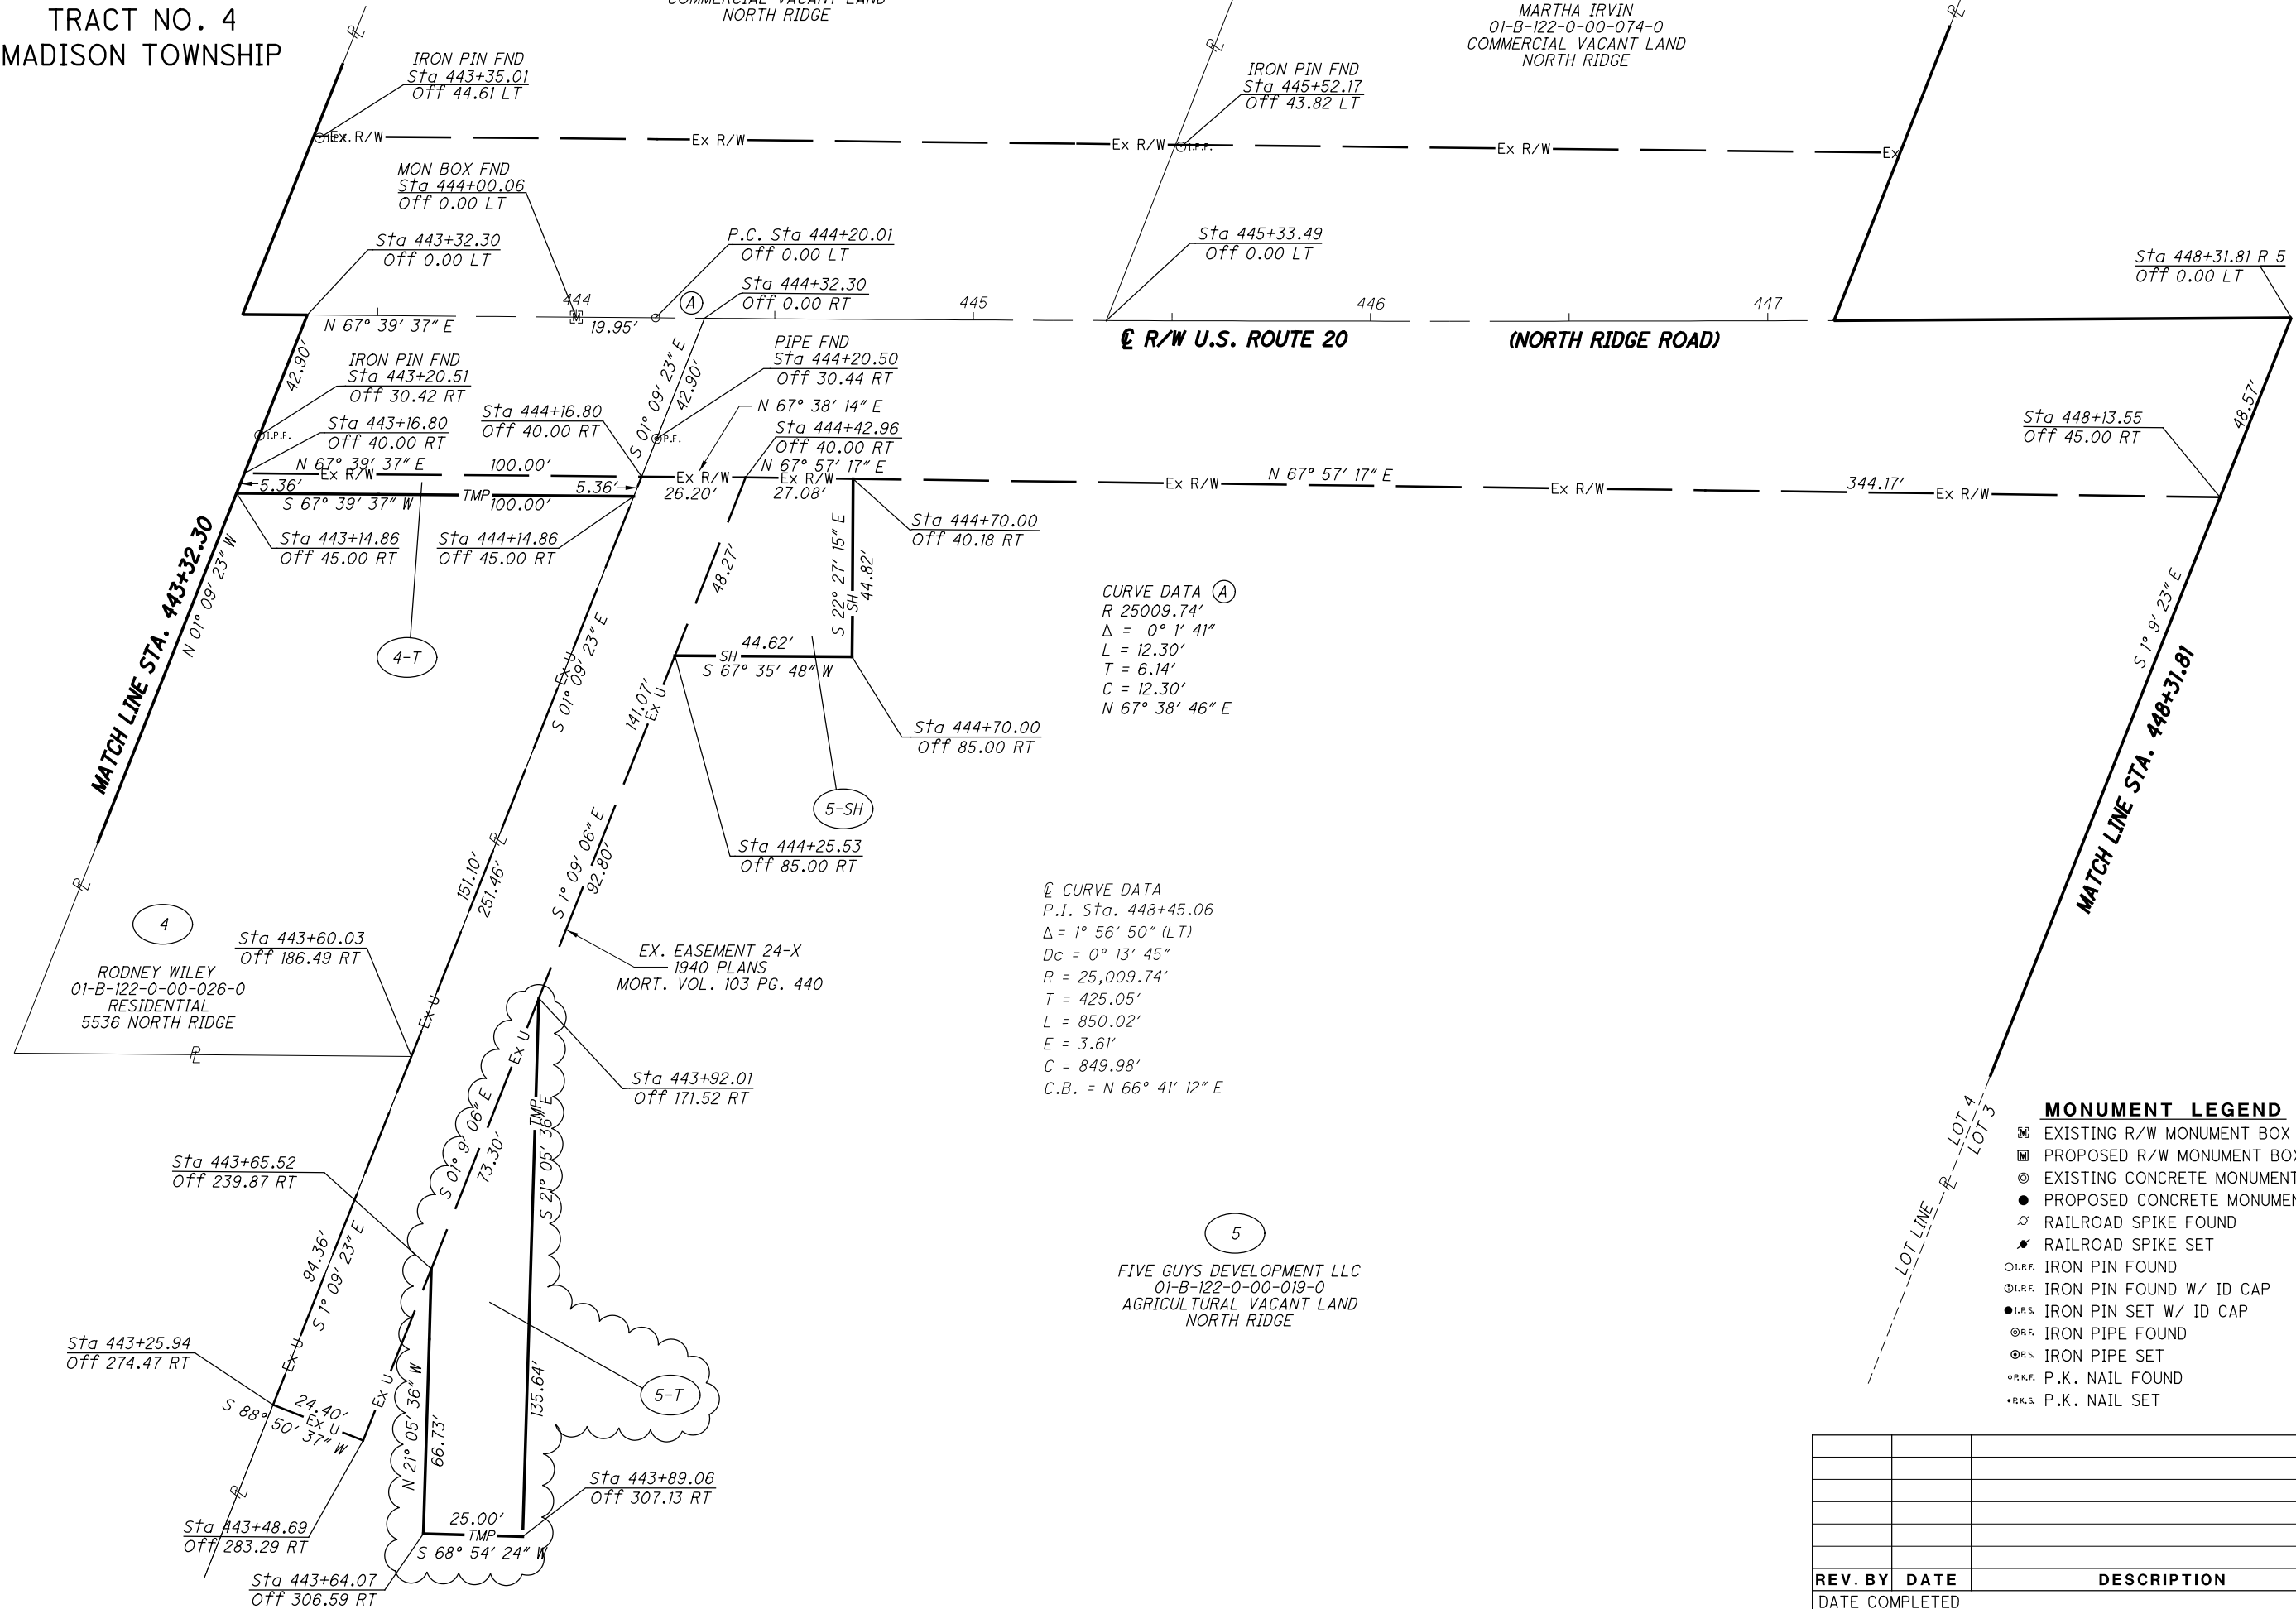 TRACT NO. 4
MADISON TOWNSHIP
COMMERCIAL VACANT LAND
NORTH RIDGE
MARTHA IRVIN
01-B-122-0-00-074-0
COMMERCIAL VACANT LAND
NORTH RIDGE
PL
PL
PL
IRON PIN FND
Sta 443+35.01
Off 44.61 LT
IRON PIN FND
Sta 445+52.17
Off 43.82 LT
I.P.F.
Ex R/W
Ex R/W
Ex R/W
I.P.F.
Ex R/W
Ex
MON BOX FND
Sta 444+00.06
Off 0.00 LT
Sta 443+32.30
Off 0.00 LT
P.C. Sta 444+20.01
Off 0.00 LT
Sta 444+32.30
Off 0.00 RT
Sta 445+33.49
Off 0.00 LT
Sta 448+31.81 R 5
Off 0.00 LT
444
A
445
446
447
N 67° 39' 37" E
19.95'
℄ R/W U.S. ROUTE 20
(NORTH RIDGE ROAD)
42.90'
IRON PIN FND
Sta 443+20.51
Off 30.42 RT
I.P.F.
Sta 443+16.80
Off 40.00 RT
Sta 444+16.80
Off 40.00 RT
S 01° 09' 23" E
42.90'
PIPE FND
Sta 444+20.50
Off 30.44 RT
P.F.
N 67° 38' 14" E
Sta 444+42.96
Off 40.00 RT
Sta 448+13.55
Off 45.00 RT
48.57'
N 67° 39' 37" E
100.00'
Ex R/W
Ex R/W
26.20'
N 67° 57' 17" E
Ex R/W
27.08'
Ex R/W
N 67° 57' 17" E
Ex R/W
344.17'
Ex R/W
5.36'
5.36'
TMP
S 67° 39' 37" W
100.00'
Sta 443+14.86
Off 45.00 RT
Sta 444+14.86
Off 45.00 RT
Sta 444+70.00
Off 40.18 RT
MATCH LINE STA. 443+32.30
N 01° 09' 23" W
4-T
48.27'
S 22° 27' 15" E
SH
44.82'
44.62'
SH
S 67° 35' 48" W
Ex U
S 01° 09' 23" E
141.07'
Ex U
Sta 444+70.00
Off 85.00 RT
5-SH
Sta 444+25.53
Off 85.00 RT
CURVE DATA A
R 25009.74'
Δ = 0° 1' 41"
L = 12.30'
T = 6.14'
C = 12.30'
N 67° 38' 46" E
S 1° 9' 23" E
MATCH LINE STA. 448+31.81
PL
PL
151.10'
251.46'
S 1° 09' 06" E
92.80'
4
RODNEY WILEY
01-B-122-0-00-026-0
RESIDENTIAL
5536 NORTH RIDGE
PL
Sta 443+60.03
Off 186.49 RT
EX. EASEMENT 24-X
1940 PLANS
MORT. VOL. 103 PG. 440
℄ CURVE DATA
P.I. Sta. 448+45.06
Δ = 1° 56' 50" (LT)
Dc = 0° 13' 45"
R = 25,009.74'
T = 425.05'
L = 850.02'
E = 3.61'
C = 849.98'
C.B. = N 66° 41' 12" E
Ex U
Ex U
Sta 443+92.01
Off 171.52 RT
S 01° 9' 06" E
73.30'
TMP
S 21° 05' 36" E
Sta 443+65.52
Off 239.87 RT
94.36'
S 1° 09' 23" E
5
FIVE GUYS DEVELOPMENT LLC
01-B-122-0-00-019-0
AGRICULTURAL VACANT LAND
NORTH RIDGE
Sta 443+25.94
Off 274.47 RT
Ex U
24.40'
Ex U
S 88° 50' 37" W
Ex U
N 21° 05' 36" W
66.73'
135.64'
5-T
PL
Sta 443+48.69
Off 283.29 RT
Sta 443+89.06
Off 307.13 RT
25.00'
TMP
S 68° 54' 24" W
Sta 443+64.07
Off 306.59 RT
LOT LINE
PL
LOT 4
LOT 3
MONUMENT LEGEND
M EXISTING R/W MONUMENT BOX
M PROPOSED R/W MONUMENT BOX
EXISTING CONCRETE MONUMENT
PROPOSED CONCRETE MONUMEN
RAILROAD SPIKE FOUND
RAILROAD SPIKE SET
I.P.F. IRON PIN FOUND
I.P.F. IRON PIN FOUND W/ ID CAP
I.P.S. IRON PIN SET W/ ID CAP
P.F. IRON PIPE FOUND
P.S. IRON PIPE SET
P.K.F. P.K. NAIL FOUND
P.K.S. P.K. NAIL SET
REV. BY DATE DESCRIPTION
DATE COMPLETED